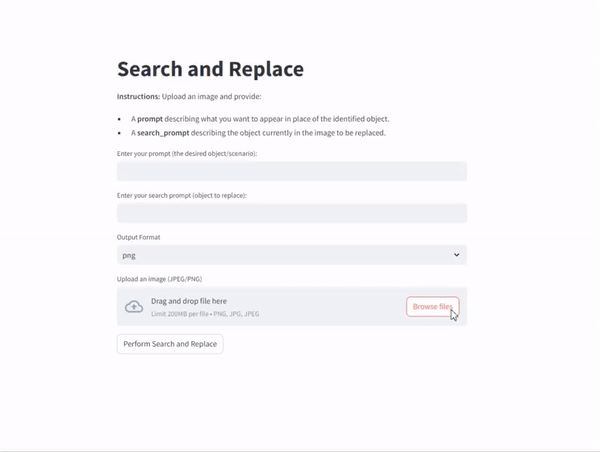 Search and Replace
Instructions: Upload an image and provide:
• A prompt describing what you want to appear in place of the identified object.
• A search_prompt describing the object currently in the image to be replaced.
Enter your prompt (the desired object/scenario):
Enter your search prompt (object to replace):
Output Format
png
Upload an image (JPEG/PNG)
Drag and drop file here
Limit 200MB per file • PNG, JPG, JPEG
Browse files
Perform Search and Replace